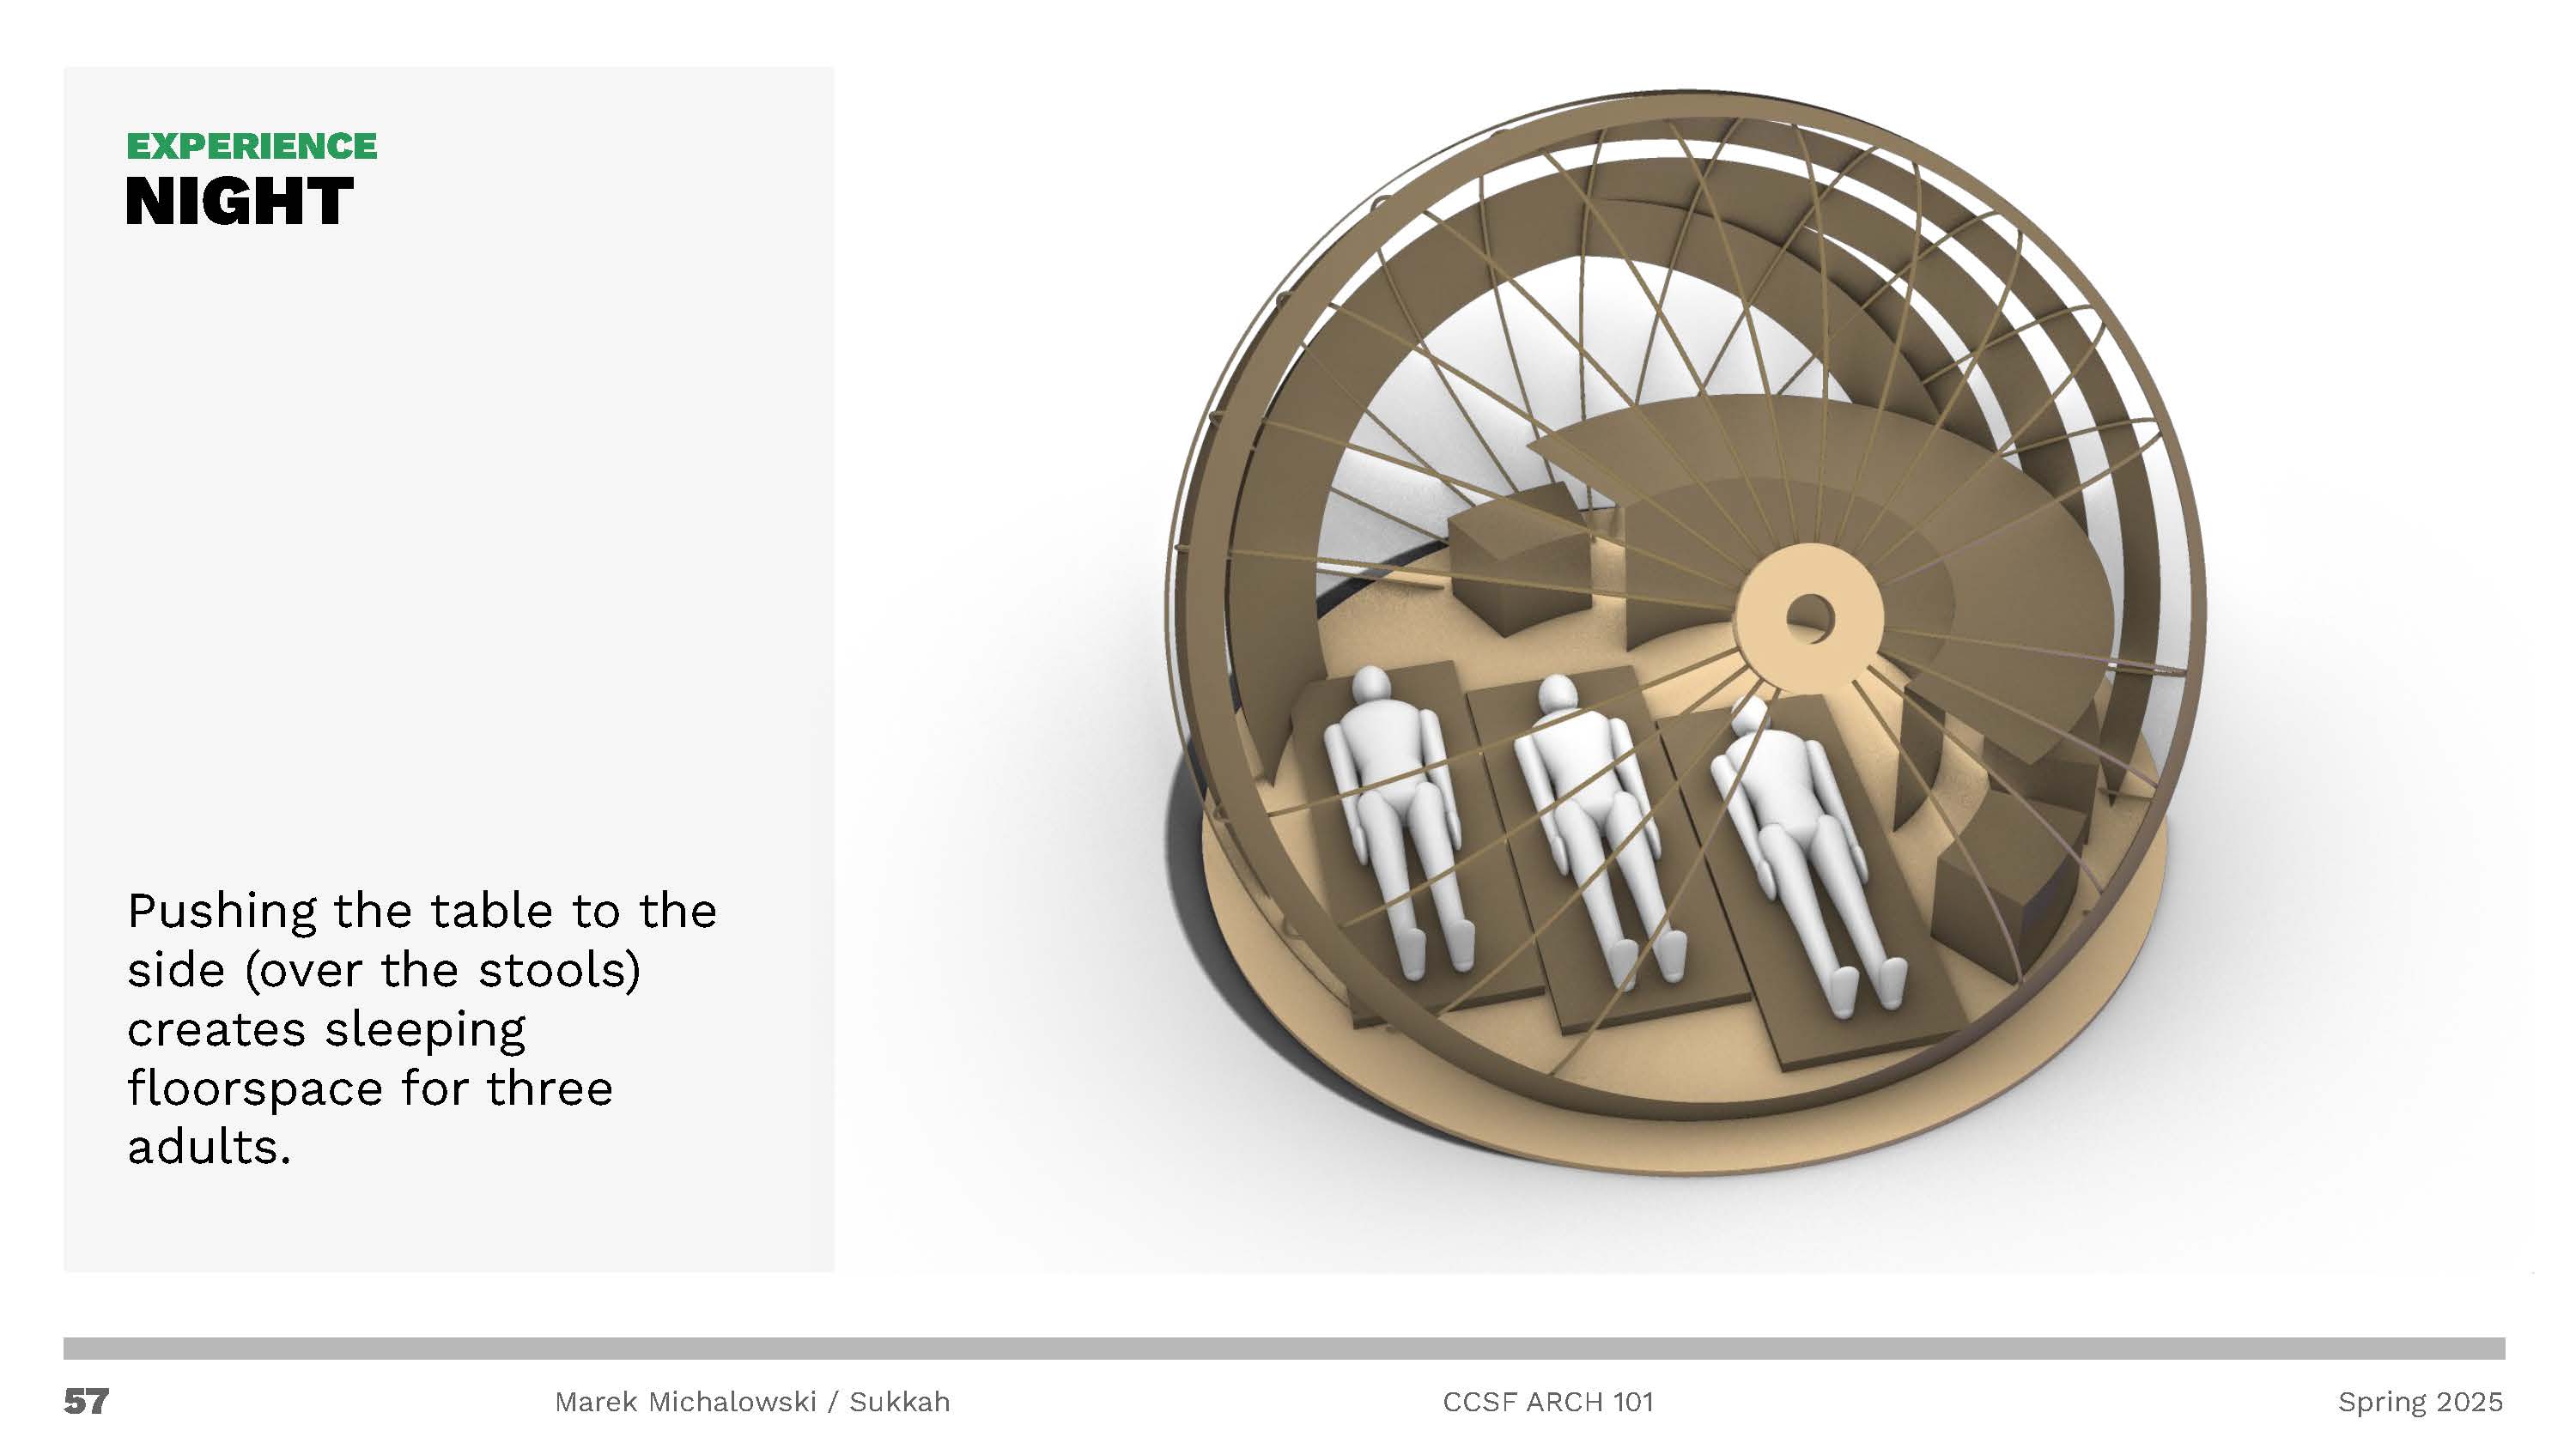 EXPERIENCE
NIGHT
Pushing the table to the
side (over the stools)
creates sleeping
floorspace for three
adults.
57
Marek Michalowski / Sukkah
CCSF ARCH 101
Spring 2025